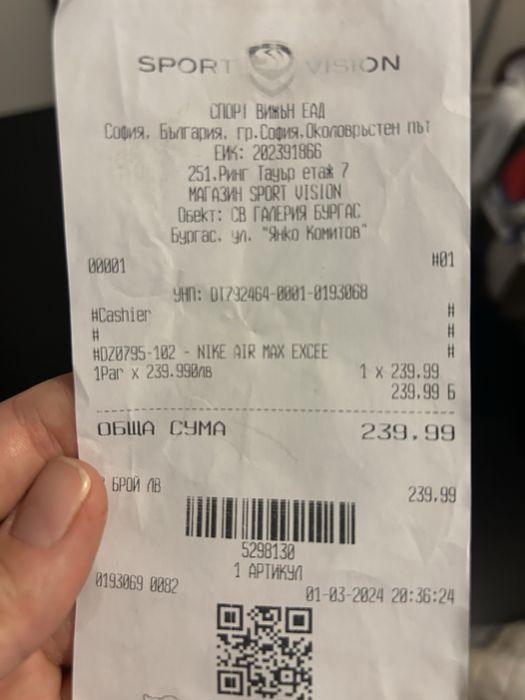 SPORT VISION
СПОРТ ВИЖЪН ЕАД
София, България, гр.София,Околовръстен път
ЕИК: 202391866
251,Ринг Тауър етаж 7
МАГАЗИН SPORT VISION
Обект: СВ ГАЛЕРИЯ БУРГАС
Бургас, ул. "Янко Комитов"
00001 #01
УНП: DT792464-0001-0193068
#Cashier #
# #
#DZ0795-102 - NIKE AIR MAX EXCEE #
1Par x 239.990лв 1 x 239.99
239.99 Б
ОБЩА СУМА 239.99
БРОЙ ЛВ 239.99
5298130
1 АРТИКУЛ
0193069 0082 01-03-2024 20:36:24